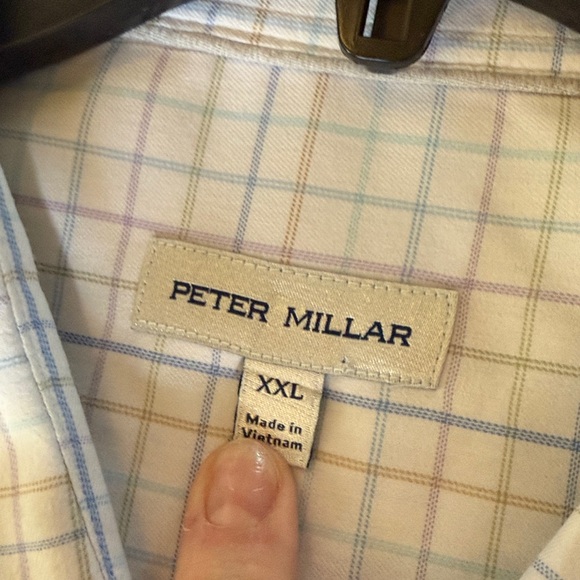 PETER MILLAR
XXL
Made in
Vietnam